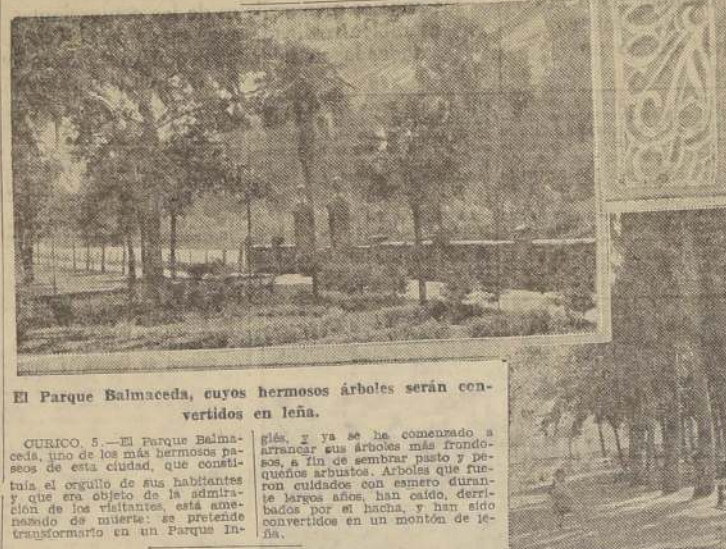 El Parque Balmaceda, cuyos hermosos árboles serán con-
vertidos en leña.
CURICO, 5.—El Parque Balma-
ceda, uno de los más hermosos pa-
seos de esta ciudad, que consti-
tuía el orgullo de sus habitantes
y que era objeto de la admira-
ción de los visitantes, está ame-
nazado de muerte: se pretende
transformarlo en un Parque In-
glés, y ya se ha comenzado a
arrancar sus árboles más frondo-
sos, a fin de sembrar pasto y pe-
queños arbustos. Arboles que fue-
ron cuidados con esmero duran-
te largos años, han caído, derri-
bados por el hacha, y han sido
convertidos en un montón de le-
ña.